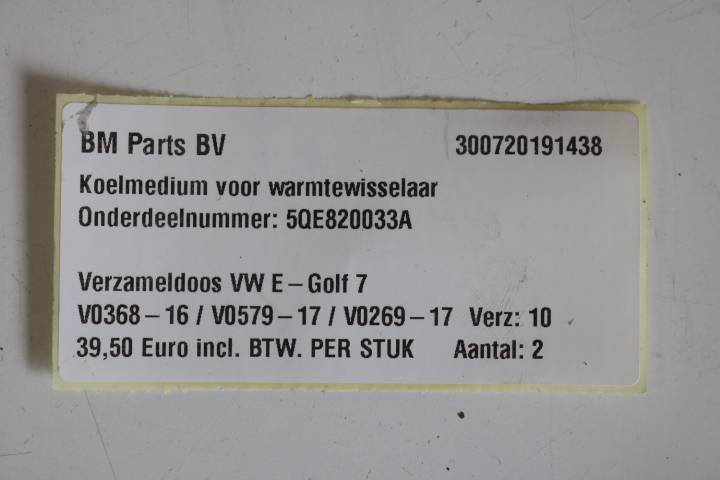 BM Parts BV 300720191438
Koelmedium voor warmtewisselaar
Onderdeelnummer: 5QE820033A
Verzameldoos VW E-Golf 7
V0368-16 / V0579-17 / V0269-17 Verz: 10
39,50 Euro incl. BTW. PER STUK Aantal: 2